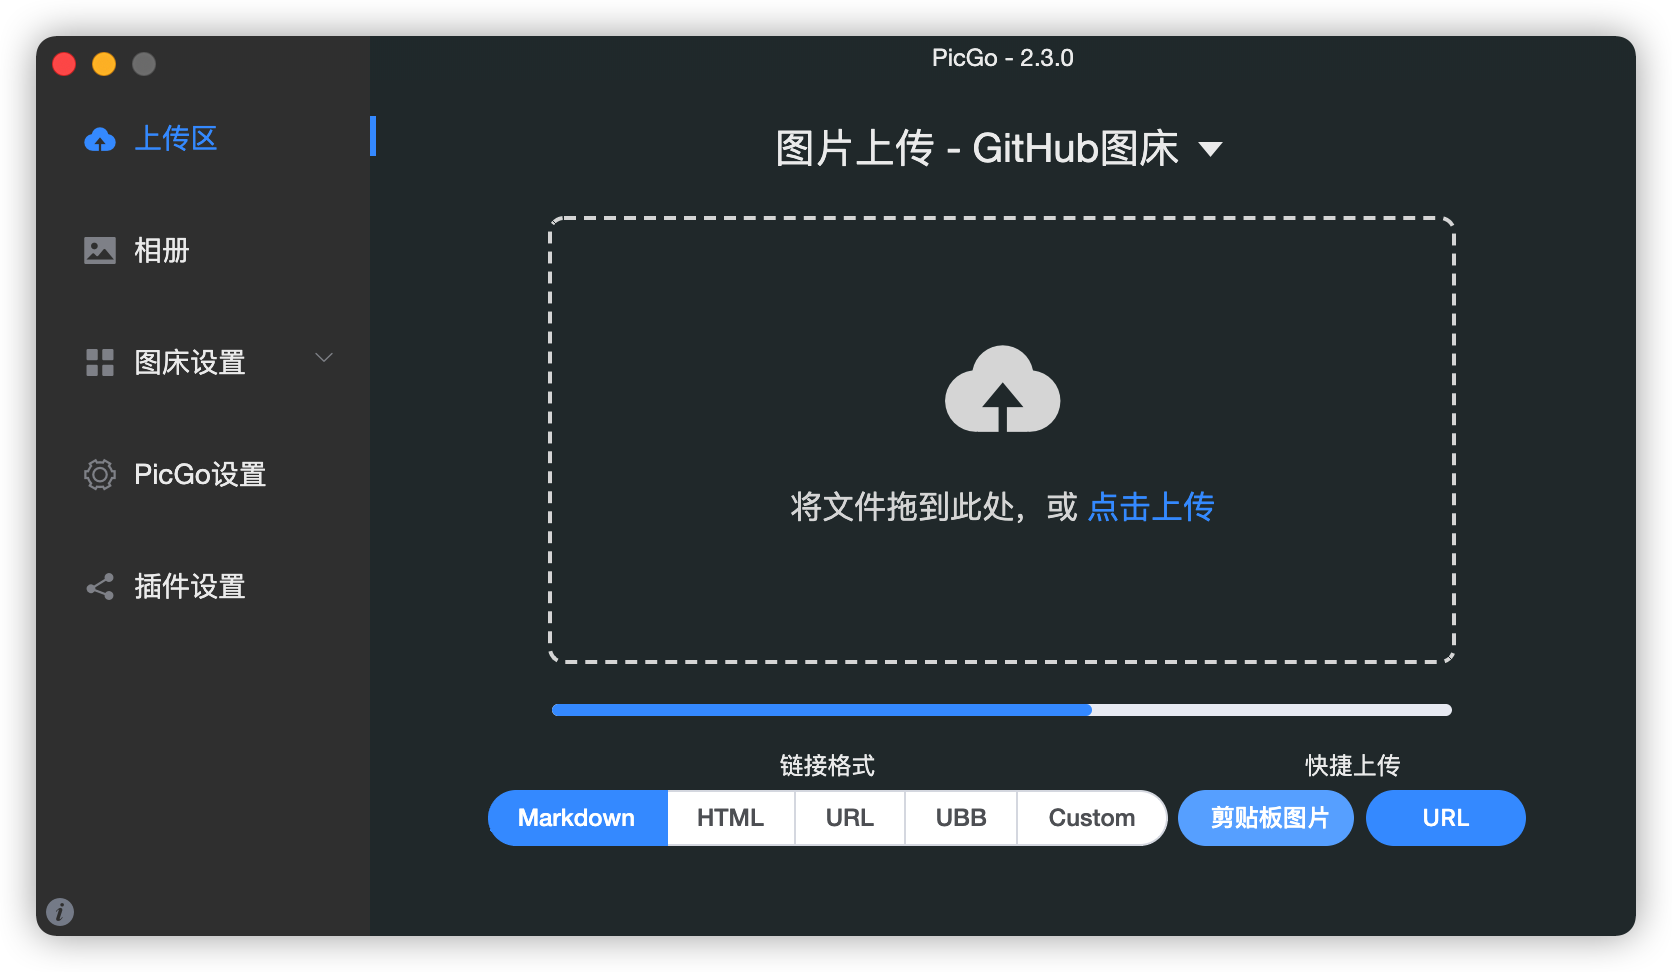 PicGo - 2.3.0
上传区
相册
图床设置
PicGo设置
插件设置
图片上传 - GitHub图床
将文件拖到此处，或 点击上传
链接格式
快捷上传
Markdown
HTML
URL
UBB
Custom
剪贴板图片
URL
i